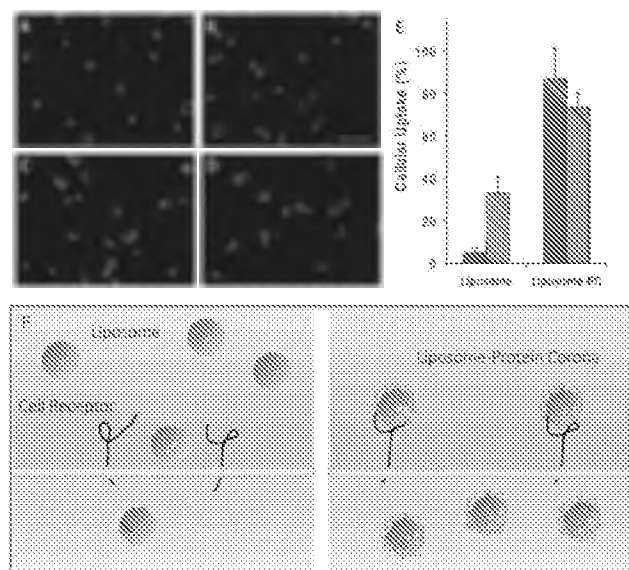 A
B
C
D
E
Cellular Uptake (%)
100
80
60
40
20
0
Liposome
Liposome-PC
F
Liposome
Cell Receptor
Liposome-Protein Corona